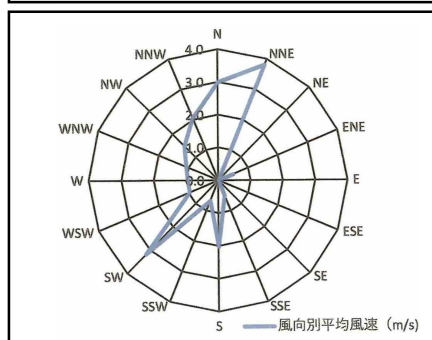 N
NNW 4.0 NNE
NW 3.0 NE
WNW 2.0 ENE
1.0
W 0.0 E
WSW ESE
SW SE
SSW SSE
S
風向別平均風速 (m/s)